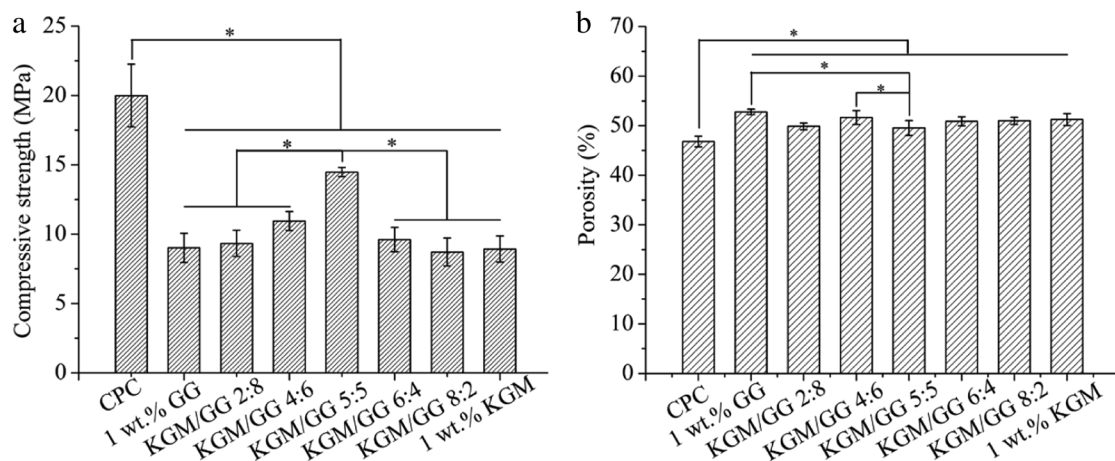 a
Compressive strength (MPa)
25
20
15
10
5
0
*
*
*
CPC
1 wt.% GG
KGM/GG 2:8
KGM/GG 4:6
KGM/GG 5:5
KGM/GG 6:4
KGM/GG 8:2
1 wt.% KGM
b
Porosity (%)
70
60
50
40
30
20
10
0
*
*
*
CPC
1 wt.% GG
KGM/GG 2:8
KGM/GG 4:6
KGM/GG 5:5
KGM/GG 6:4
KGM/GG 8:2
1 wt.% KGM